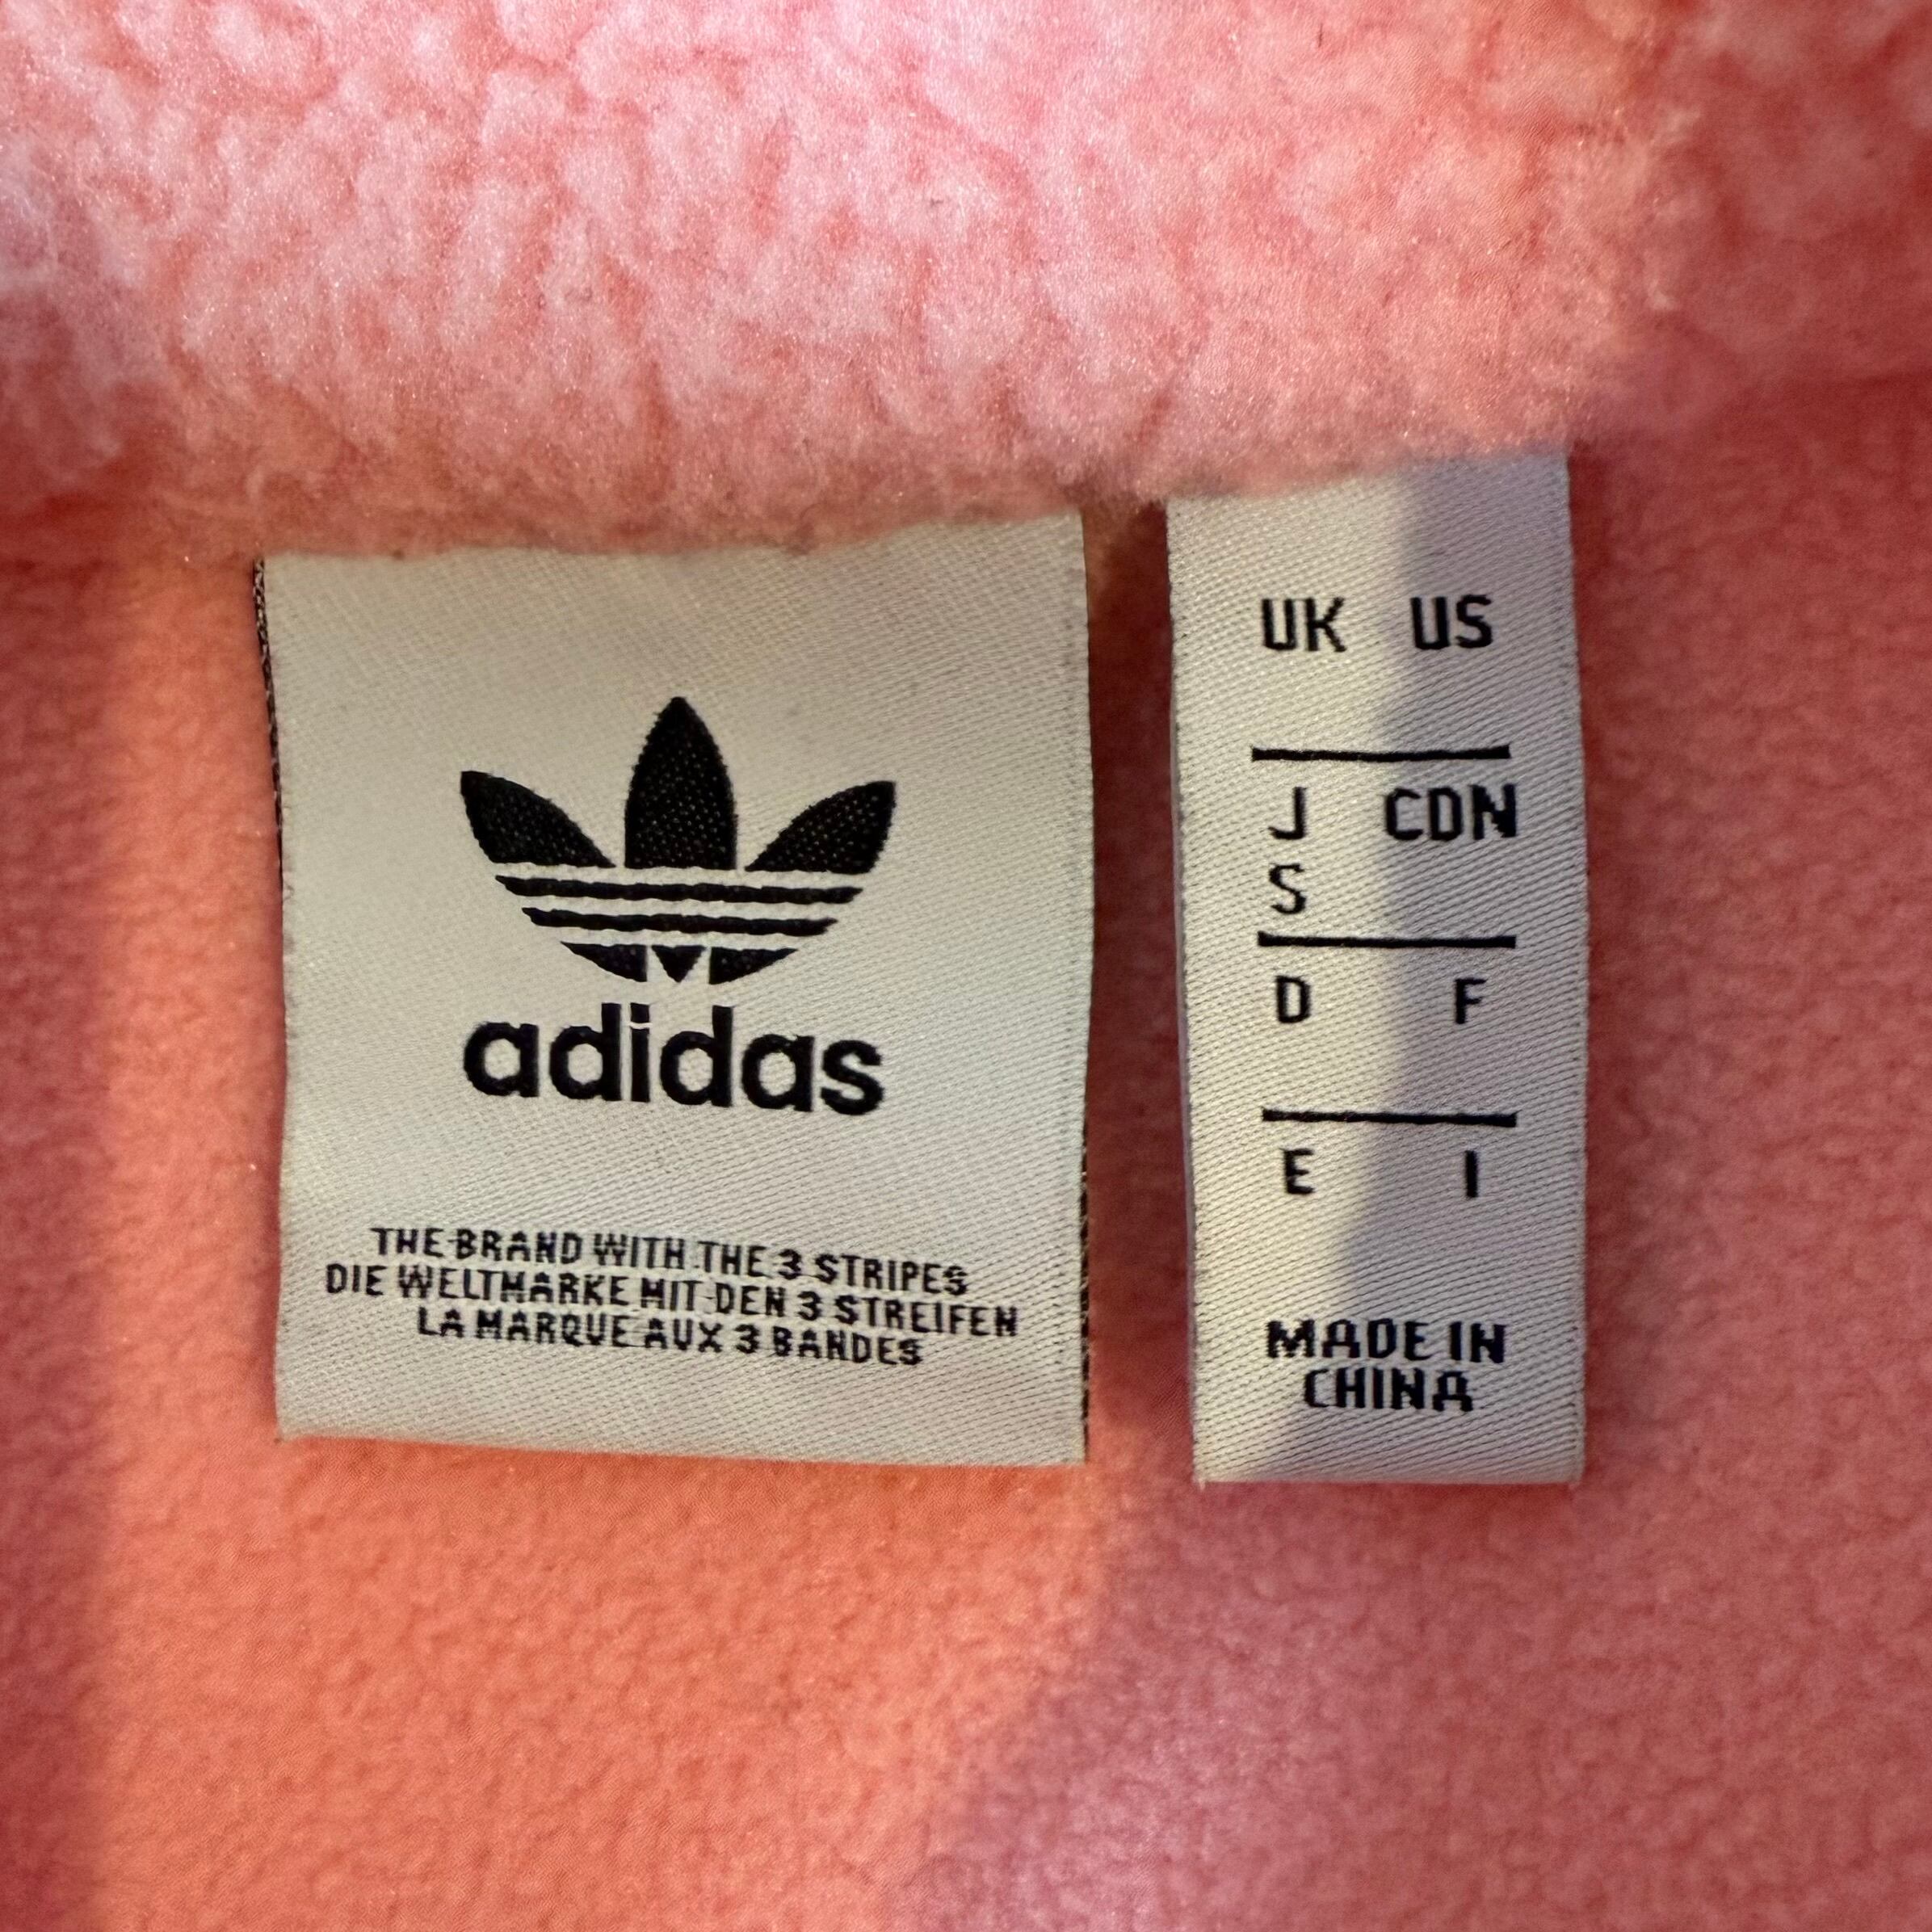 adidas
THE BRAND WITH THE 3 STRIPES
DIE WELTMARKE MIT DEN 3 STREIFEN
LA MARQUE AUX 3 BANDES
UK US
J CDN
S
D F
E I
MADE IN
CHINA